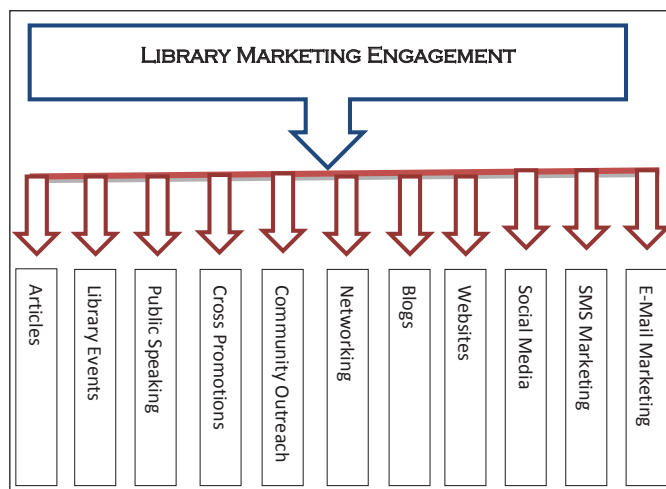 LIBRARY MARKETING ENGAGEMENT
Articles
Library Events
Public Speaking
Cross Promotions
Community Outreach
Networking
Blogs
Websites
Social Media
SMS Marketing
E-Mail Marketing